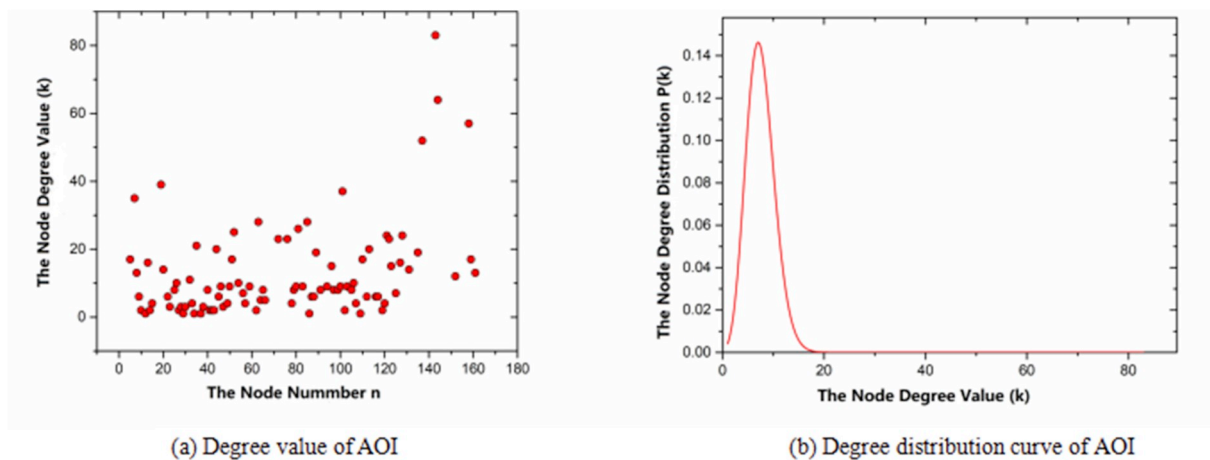 The Node Degree Value (k)
80
60
40
20
0
0 20 40 60 80 100 120 140 160 180
The Node Nummber n
(a) Degree value of AOI
The Node Degree Distribution P(k)
0.14
0.12
0.10
0.08
0.06
0.04
0.02
0.00
0 20 40 60 80
The Node Degree Value (k)
(b) Degree distribution curve of AOI